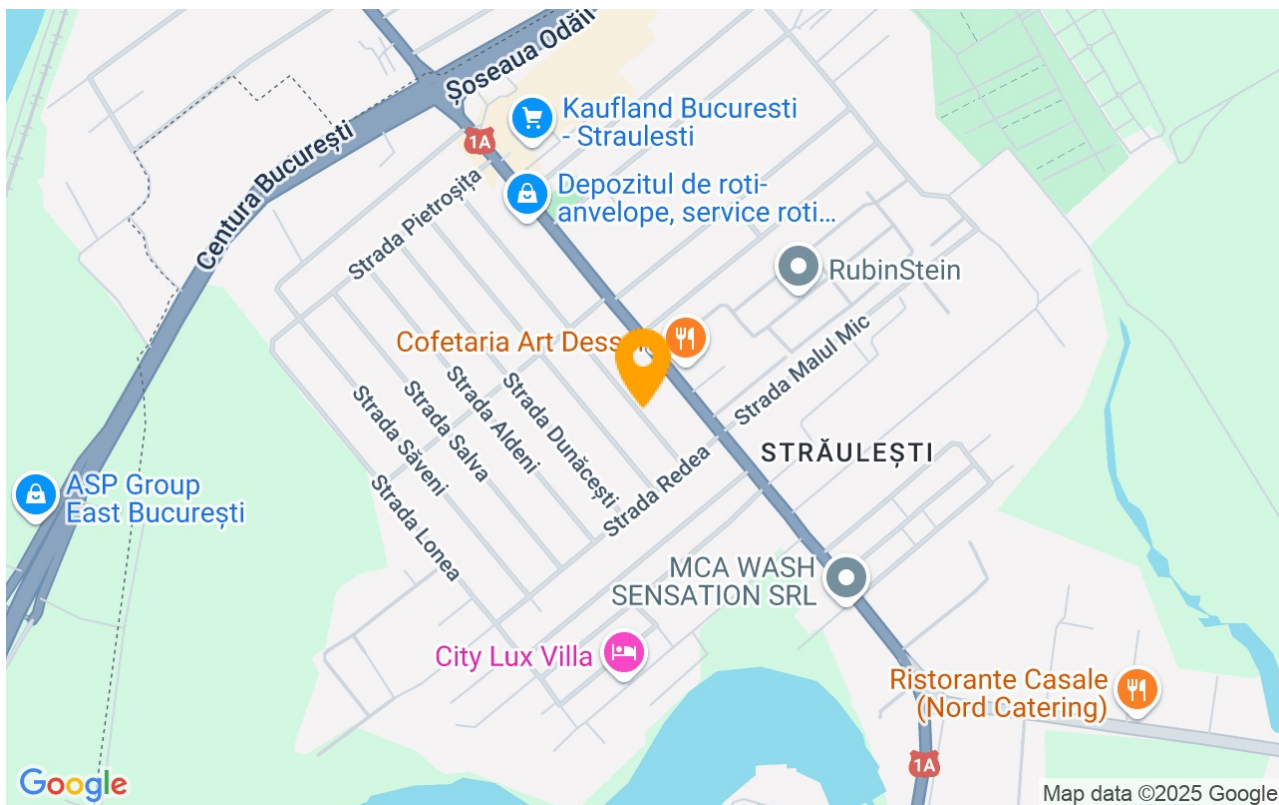 Șoseaua Odăil
Kaufland Bucuresti
- Straulesti
1A
Centura București
Depozitul de roti-
anvelope, service roti...
Strada Pietroșița
RubinStein
Cofetaria Art Dess
Strada Malul Mic
Strada Dunăcești
Strada Aldeni
Strada Salva
Strada Săveni
STRĂULEȘTI
Strada Redea
ASP Group
East București
Strada Lonea
MCA WASH
SENSATION SRL
City Lux Villa
Ristorante Casale
(Nord Catering)
1A
Google
Map data ©2025 Google